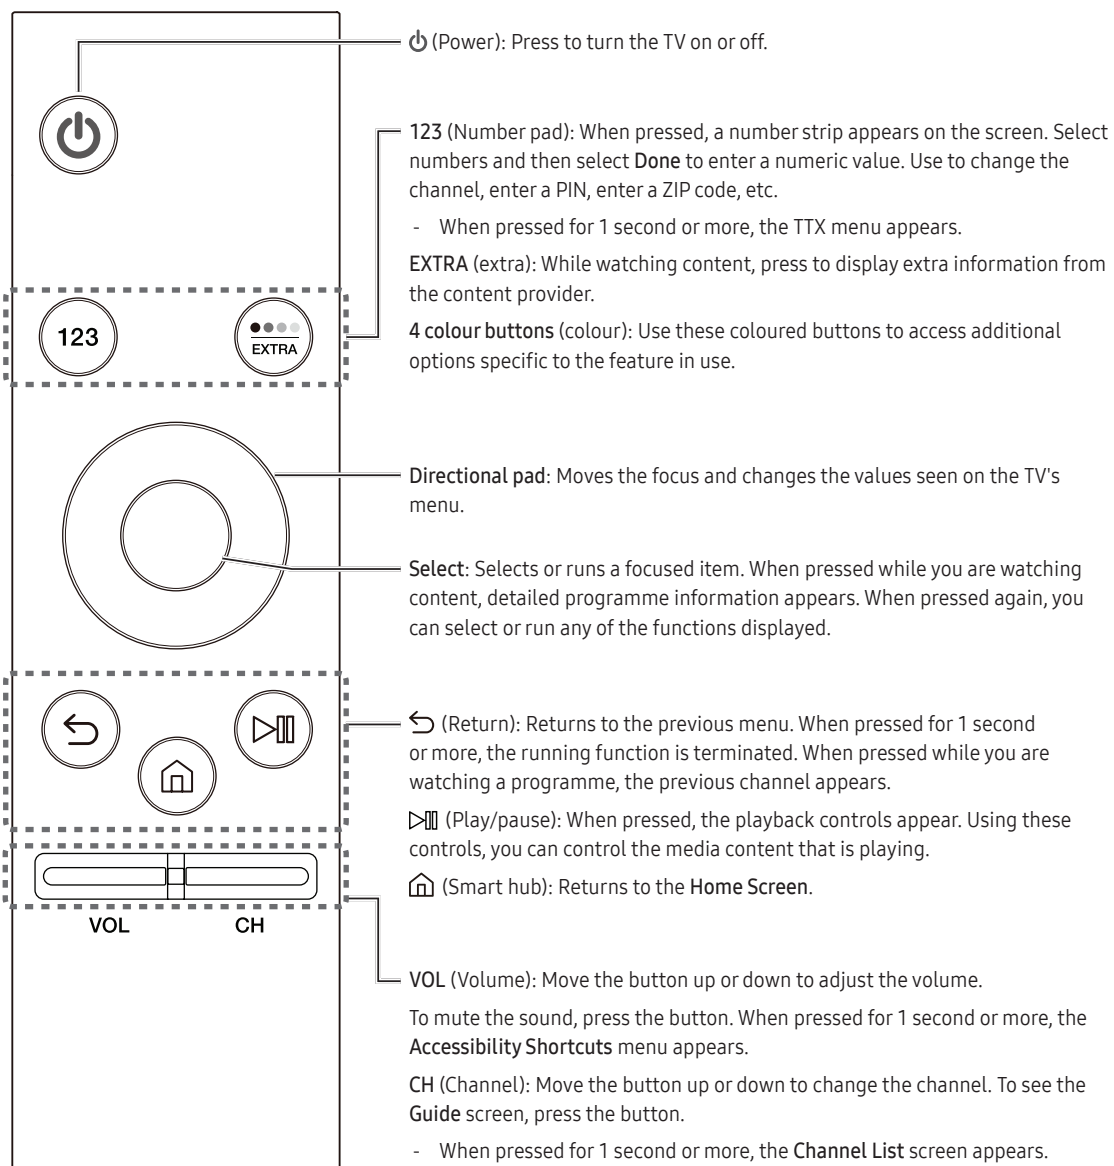 (Power): Press to turn the TV on or off.
123 (Number pad): When pressed, a number strip appears on the screen. Select
numbers and then select Done to enter a numeric value. Use to change the
channel, enter a PIN, enter a ZIP code, etc.
- When pressed for 1 second or more, the TTX menu appears.
EXTRA (extra): While watching content, press to display extra information from
the content provider.
4 colour buttons (colour): Use these coloured buttons to access additional
options specific to the feature in use.
123
EXTRA
Directional pad: Moves the focus and changes the values seen on the TV's
menu.
Select: Selects or runs a focused item. When pressed while you are watching
content, detailed programme information appears. When pressed again, you
can select or run any of the functions displayed.
(Return): Returns to the previous menu. When pressed for 1 second
or more, the running function is terminated. When pressed while you are
watching a programme, the previous channel appears.
(Play/pause): When pressed, the playback controls appear. Using these
controls, you can control the media content that is playing.
(Smart hub): Returns to the Home Screen.
VOL
CH
VOL (Volume): Move the button up or down to adjust the volume.
To mute the sound, press the button. When pressed for 1 second or more, the
Accessibility Shortcuts menu appears.
CH (Channel): Move the button up or down to change the channel. To see the
Guide screen, press the button.
- When pressed for 1 second or more, the Channel List screen appears.